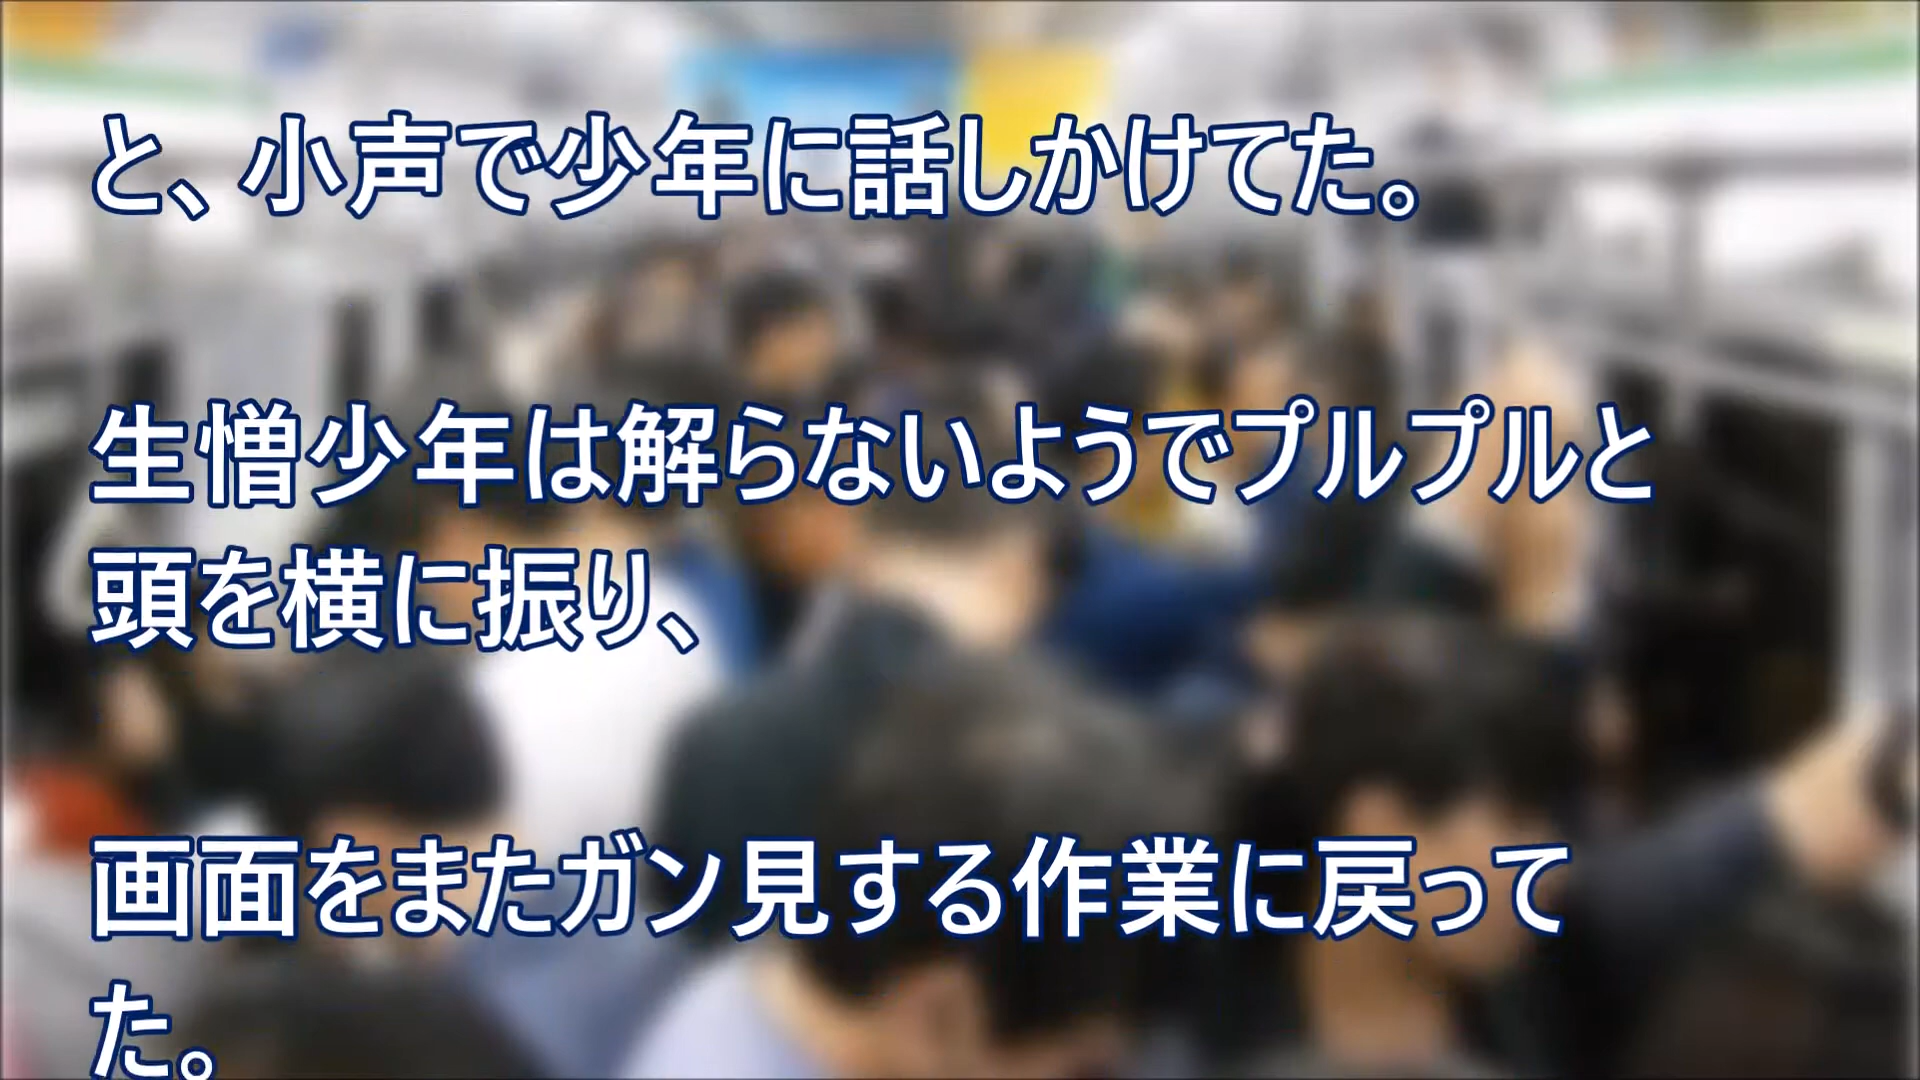 と、小声で少年に話しかけてた。
生憎少年は解らないようでプルプルと
頭を横に振り、
画面をまたガン見する作業に戻って
た。